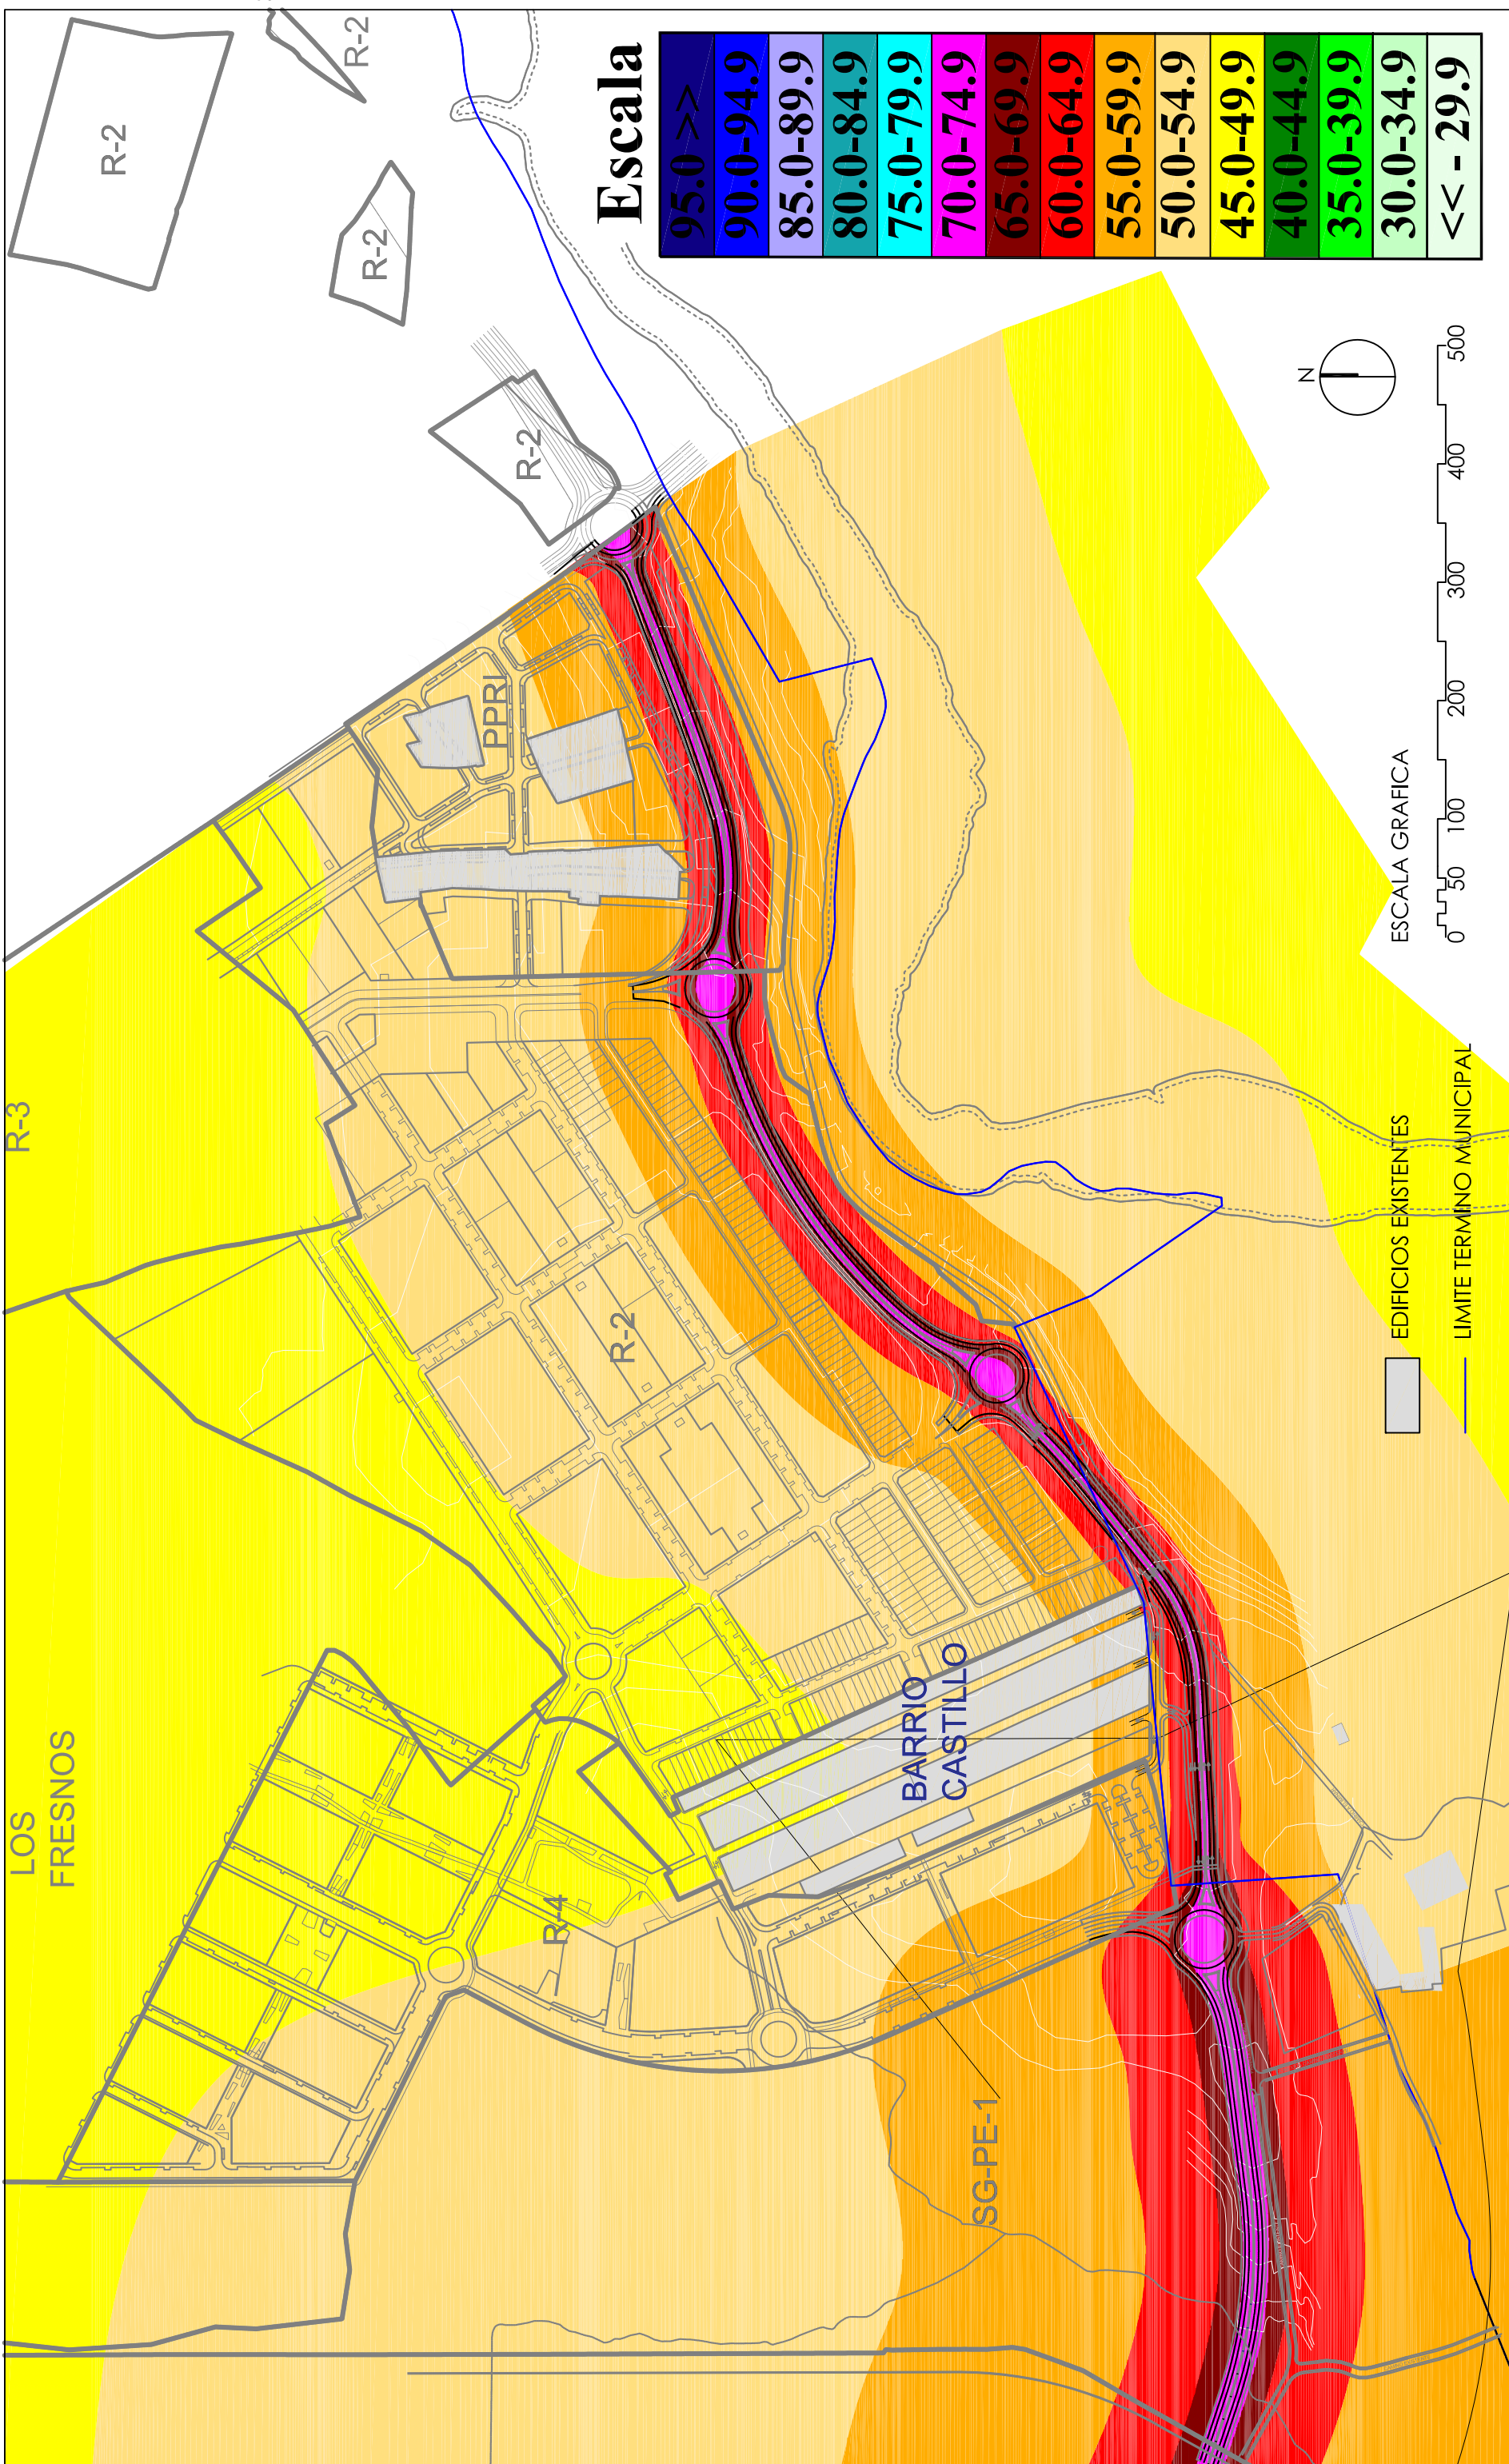 R-2
R-2
R-2
R-2
Escala
95.0 >>
90.0-94.9
85.0-89.9
80.0-84.9
75.0-79.9
70.0-74.9
65.0-69.9
60.0-64.9
55.0-59.9
50.0-54.9
45.0-49.9
40.0-44.9
35.0-39.9
30.0-34.9
<< - 29.9
N
ESCALA GRAFICA
0 50 100 200 300 400 500
PPRI
R-3
R-2
LOS
FRESNOS
R-4
BARRIO
CASTILLO
SG-PE-1
EDIFICIOS EXISTENTES
LIMITE TERMINO MUNICIPAL